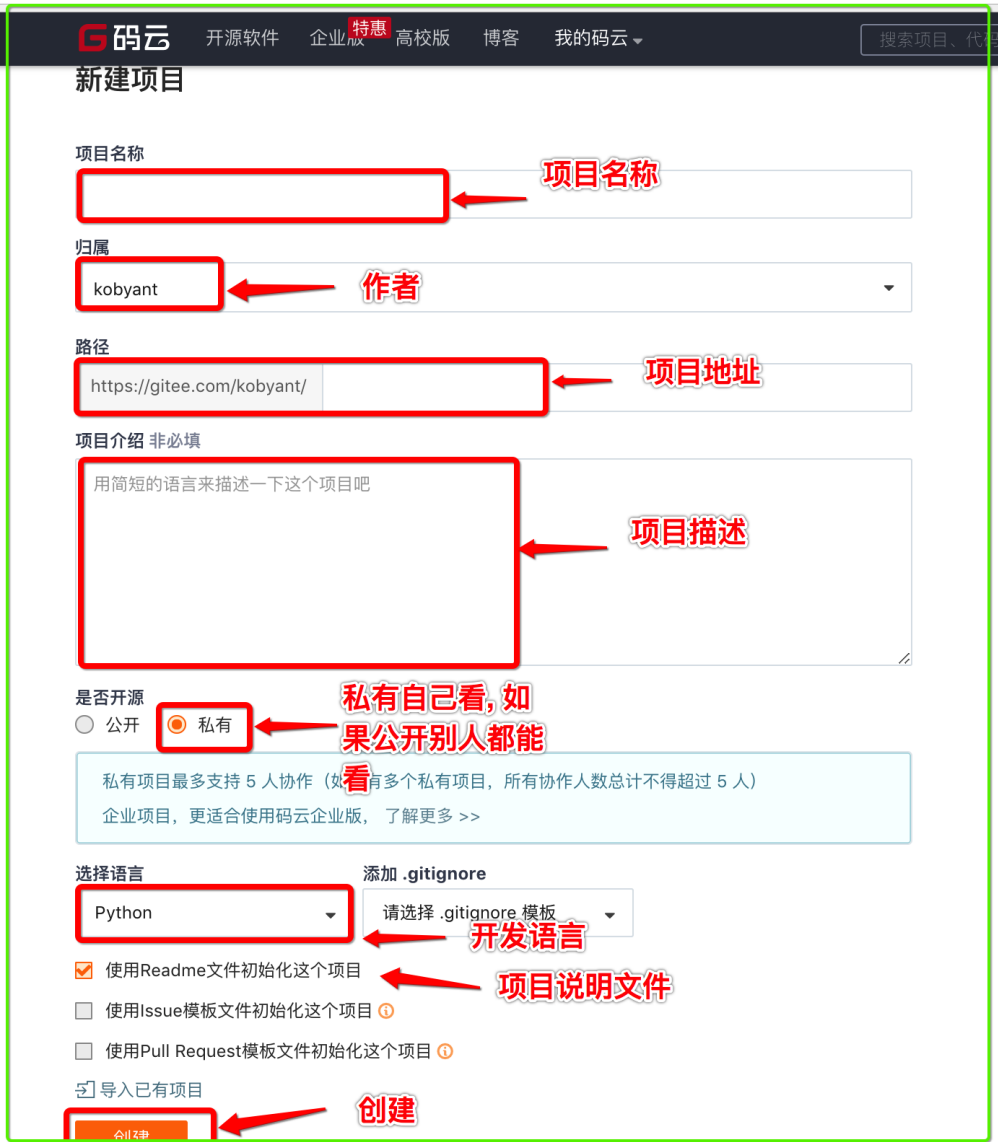 码云 开源软件 企业版 特惠 高校版 博客 我的码云 搜索项目、代码
新建项目
项目名称
项目名称
归属
kobyant
作者
路径
https://gitee.com/kobyant/
项目地址
项目介绍 非必填
用简短的语言来描述一下这个项目吧
项目描述
是否开源
公开 私有
私有自己看, 如
果公开别人都能
看
私有项目最多支持 5 人协作（如有多个私有项目，所有协作人数总计不得超过 5 人）
企业项目，更适合使用码云企业版， 了解更多 >>
选择语言 添加 .gitignore
Python 请选择 .gitignore 模板
开发语言
使用Readme文件初始化这个项目
项目说明文件
使用Issue模板文件初始化这个项目
使用Pull Request模板文件初始化这个项目
导入已有项目
创建
创建